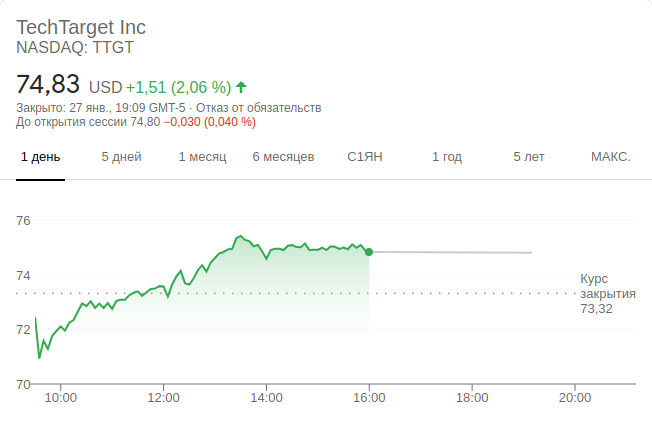 TechTarget Inc
NASDAQ: TTGT
74,83 USD +1,51 (2,06 %)
Закрыто: 27 янв., 19:09 GMT-5 · Отказ от обязательств
До открытия сессии 74,80 −0,030 (0,040 %)
1 день 5 дней 1 месяц 6 месяцев С1ЯН 1 год 5 лет МАКС.
76
74
Курс
закрытия
73,32
72
70
10:00 12:00 14:00 16:00 18:00 20:00